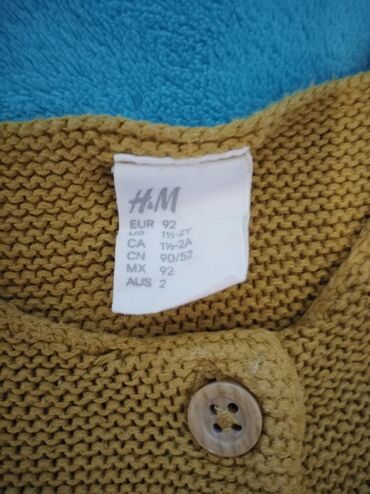 H&M
EUR 92
US 1½-2Y
CA 1½-2A
CN 90/52
MX 92
AUS 2